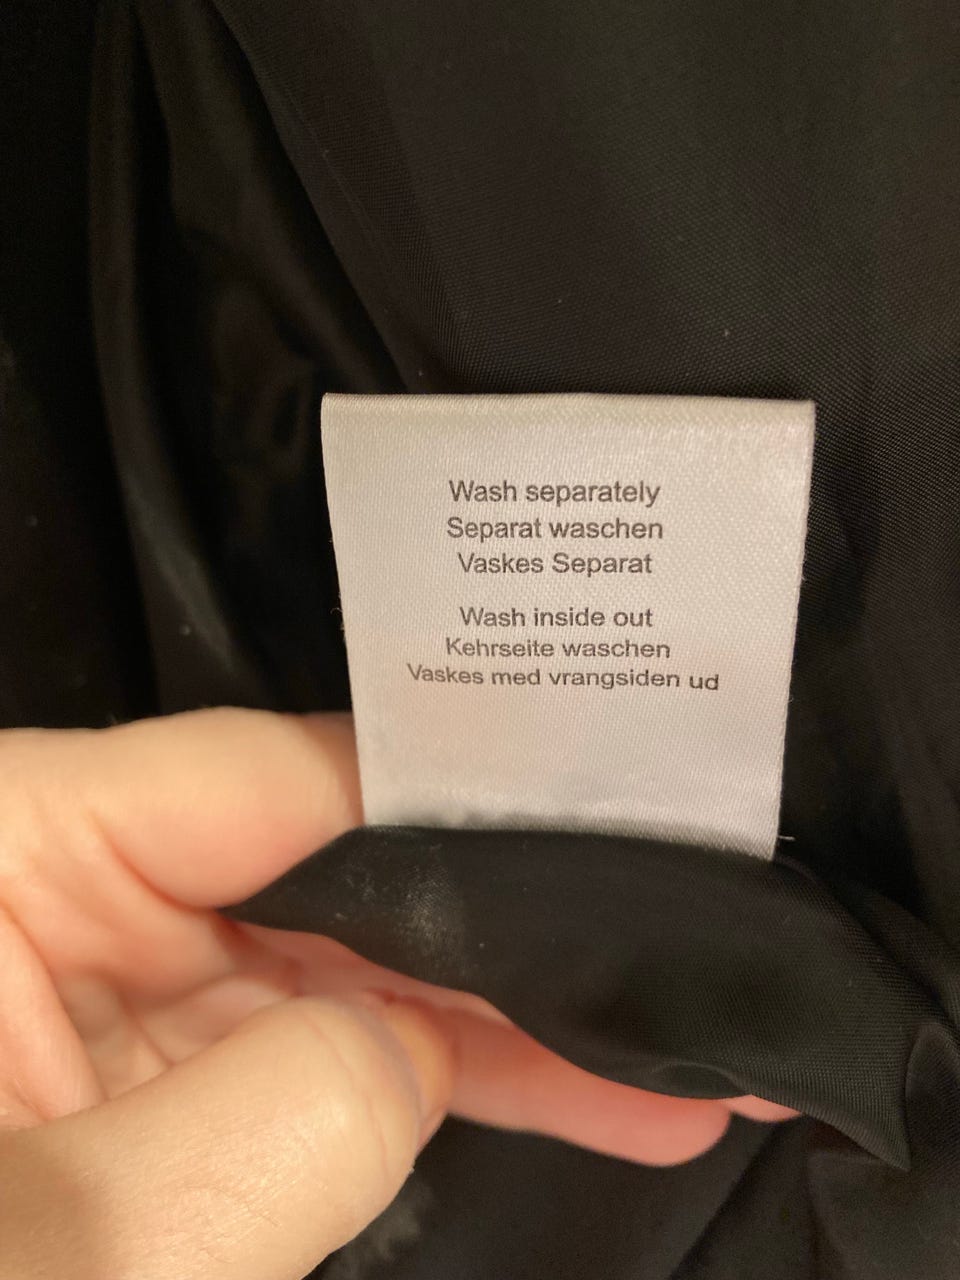 Wash separately
Separat waschen
Vaskes Separat
Wash inside out
Kehrseite waschen
Vaskes med vrangsiden ud